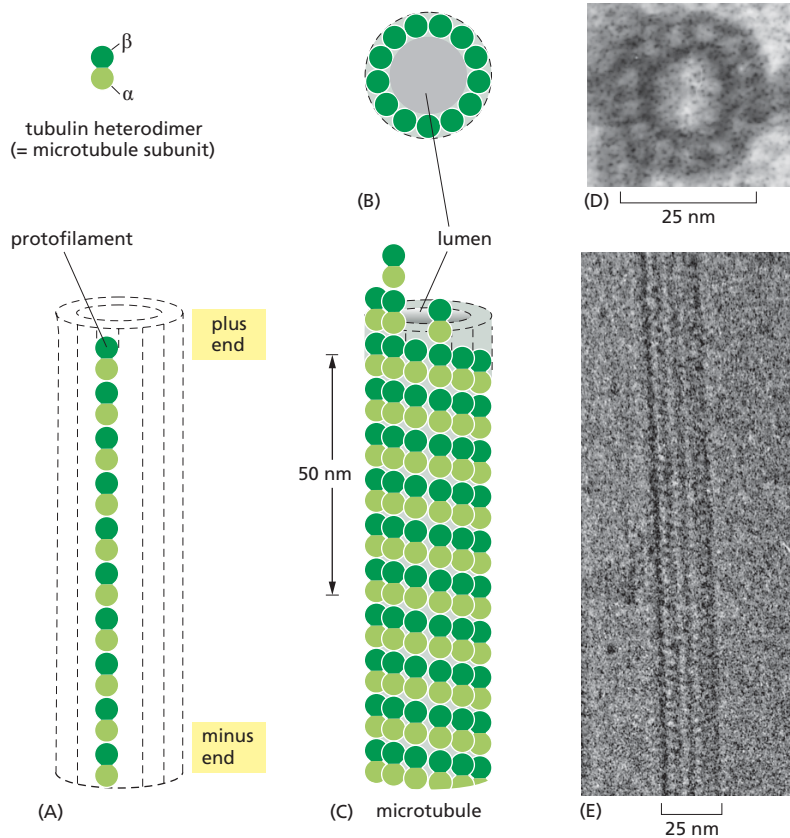 β
α
tubulin heterodimer
(= microtubule subunit)
(B)
(D)
25 nm
protofilament
lumen
plus
end
50 nm
minus
end
(A)
(C)
microtubule
(E)
25 nm